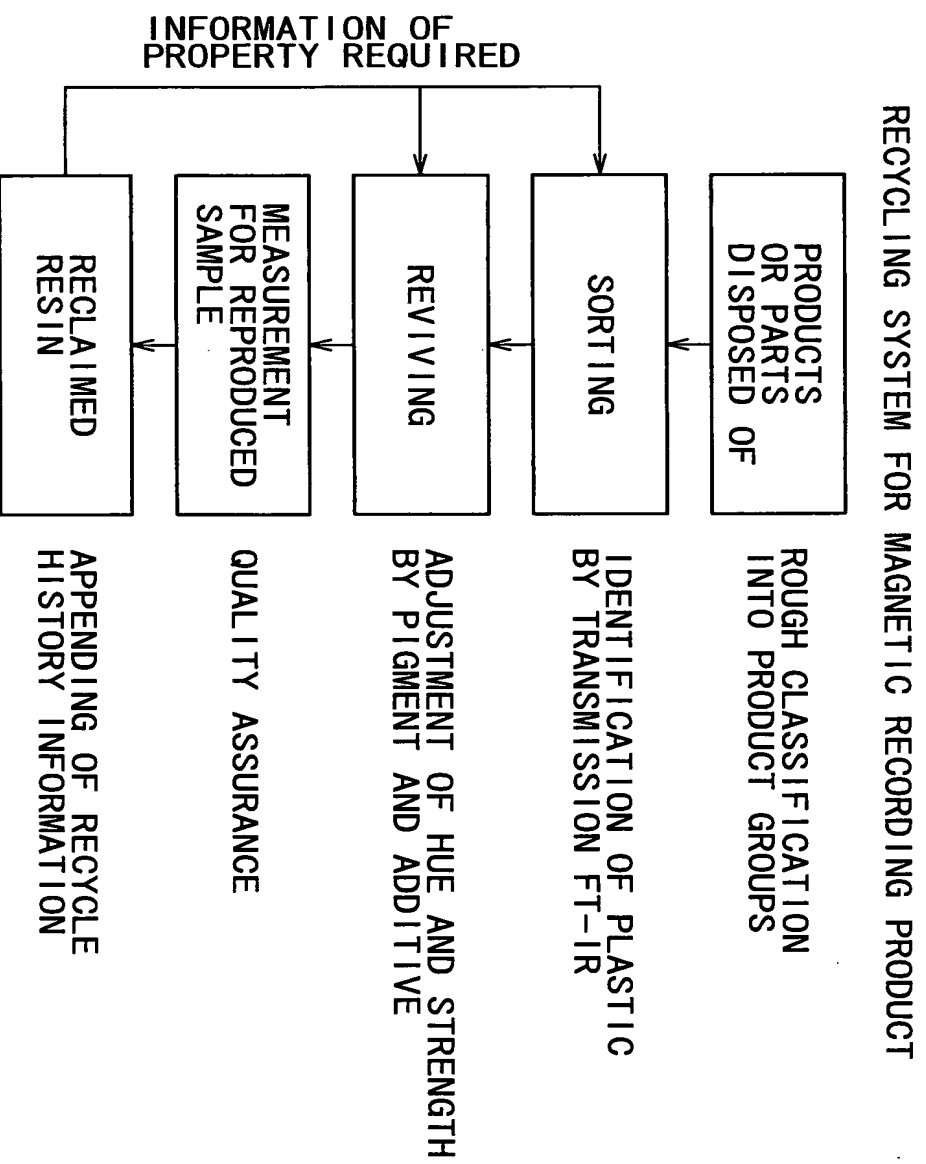 RECYCLING SYSTEM FOR MAGNETIC RECORDING PRODUCT
PRODUCTS
OR PARTS
DISPOSED OF
ROUGH CLASSIFICATION
INTO PRODUCT GROUPS
SORTING
IDENTIFICATION OF PLASTIC
BY TRANSMISSION FT-IR
REVIVING
ADJUSTMENT OF HUE AND STRENGTH
BY PIGMENT AND ADDITIVE
MEASUREMENT
FOR REPRODUCED
SAMPLE
QUALITY ASSURANCE
RECLAIMED
RESIN
APPENDING OF RECYCLE
HISTORY INFORMATION
INFORMATION OF
PROPERTY REQUIRED